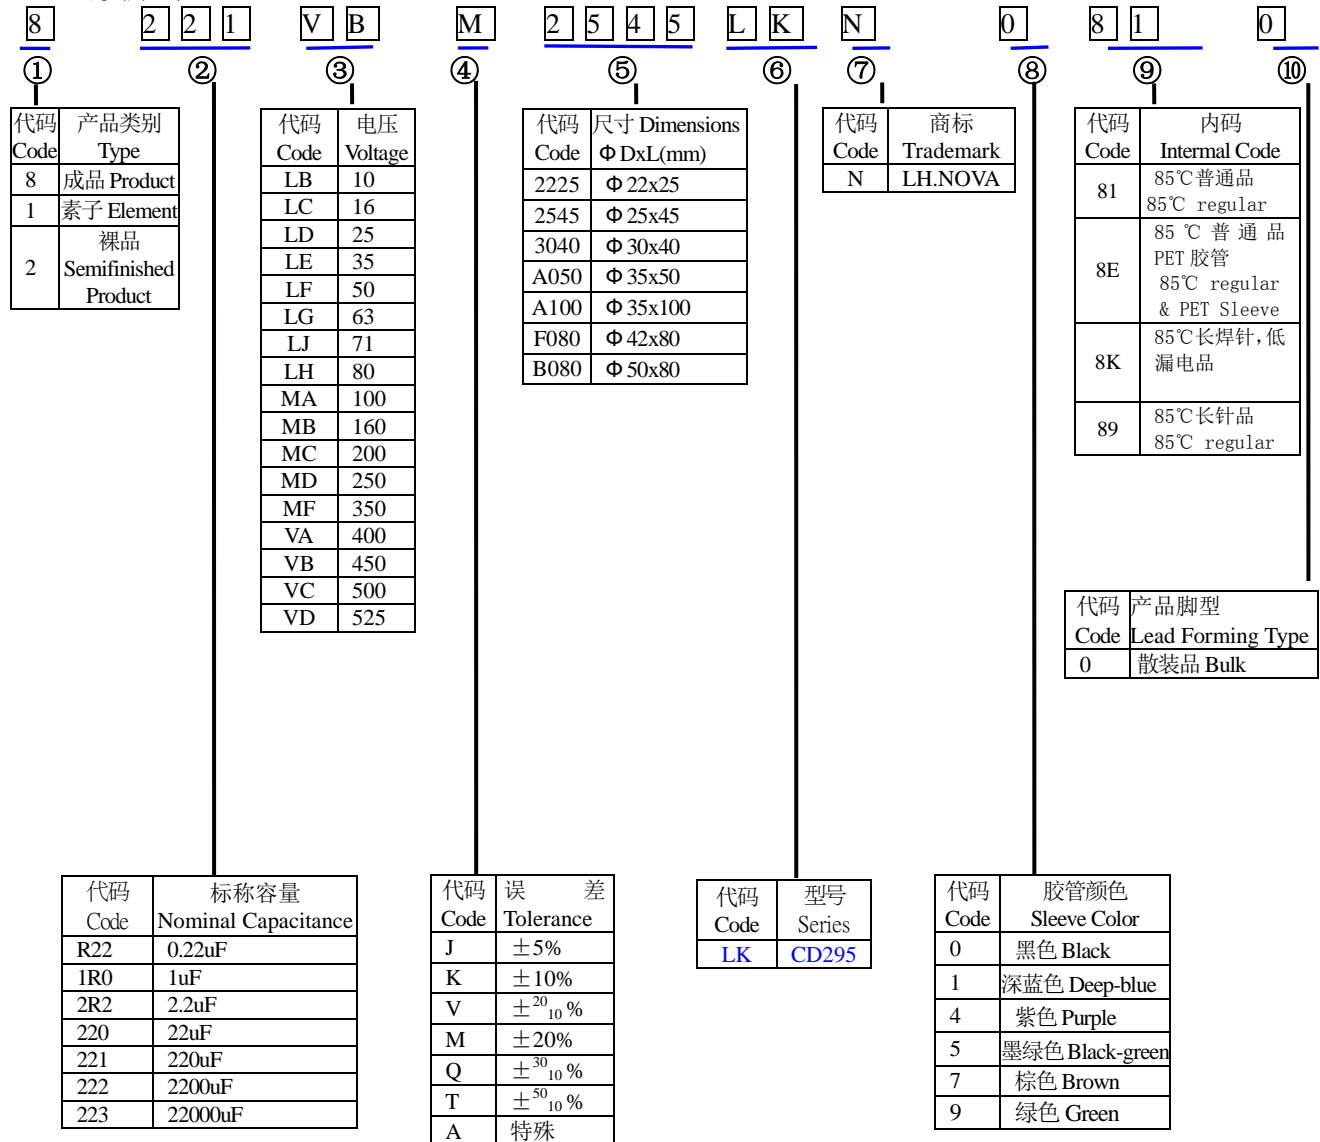 8 2 2 1 V B M 2 5 4 5 L K N 0 8 1 0
① ② ③ ④ ⑤ ⑥ ⑦ ⑧ ⑨ ⑩
代码 产品类别
Code Type
8 成品 Product
1 素子 Element
2 裸品
Semifinished
Product
代码 电压
Code Voltage
LB 10
LC 16
LD 25
LE 35
LF 50
LG 63
LJ 71
LH 80
MA 100
MB 160
MC 200
MD 250
MF 350
VA 400
VB 450
VC 500
VD 525
代码 尺寸 Dimensions
Code ΦDxL(mm)
2225 Φ22x25
2545 Φ25x45
3040 Φ30x40
A050 Φ35x50
A100 Φ35x100
F080 Φ42x80
B080 Φ50x80
代码 商标
Code Trademark
N LH.NOVA
代码 内码
Code Intermal Code
81 85℃普通品
85℃ regular
8E 85 ℃ 普 通 品
PET 胶管
85℃ regular
& PET Sleeve
8K 85℃长焊针,低
漏电品
89 85℃长针品
85℃ regular
代码 产品脚型
Code Lead Forming Type
0 散装品 Bulk
代码 标称容量
Code Nominal Capacitance
R22 0.22uF
1R0 1uF
2R2 2.2uF
220 22uF
221 220uF
222 2200uF
223 22000uF
代码 误 差
Code Tolerance
J ±5%
K ±10%
V ±²⁰₁₀%
M ±20%
Q ±³⁰₁₀%
T ±⁵⁰₁₀%
A 特殊
代码 型号
Code Series
LK CD295
代码 胶管颜色
Code Sleeve Color
0 黑色 Black
1 深蓝色 Deep-blue
4 紫色 Purple
5 墨绿色 Black-green
7 棕色 Brown
9 绿色 Green